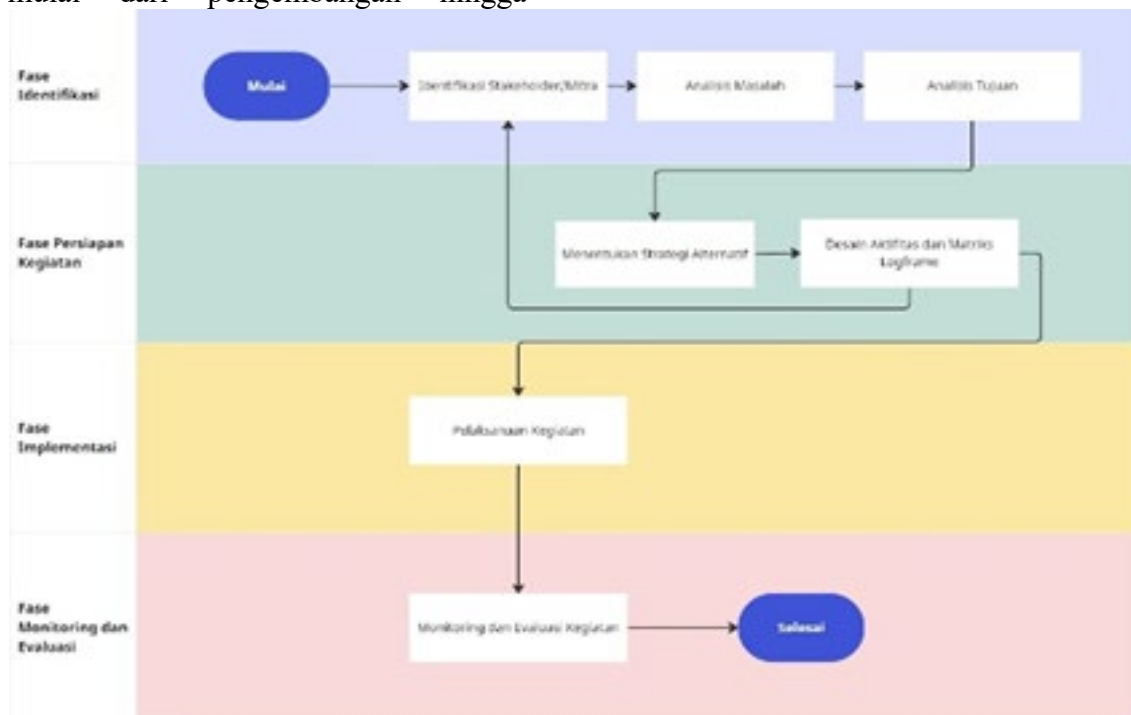 mulai dari pengembangan hingga
Fase
Identifikasi
Mulai
Identifikasi Stakeholder/Mitra
Analisis Masalah
Analisis Tujuan
Fase Persiapan
Kegiatan
Menentukan Strategi Alternatif
Desain Aktifitas dan Matriks
Logframe
Fase
Implementasi
Pelaksanaan Kegiatan
Fase
Monitoring dan
Evaluasi
Monitoring dan Evaluasi Kegiatan
Selesai